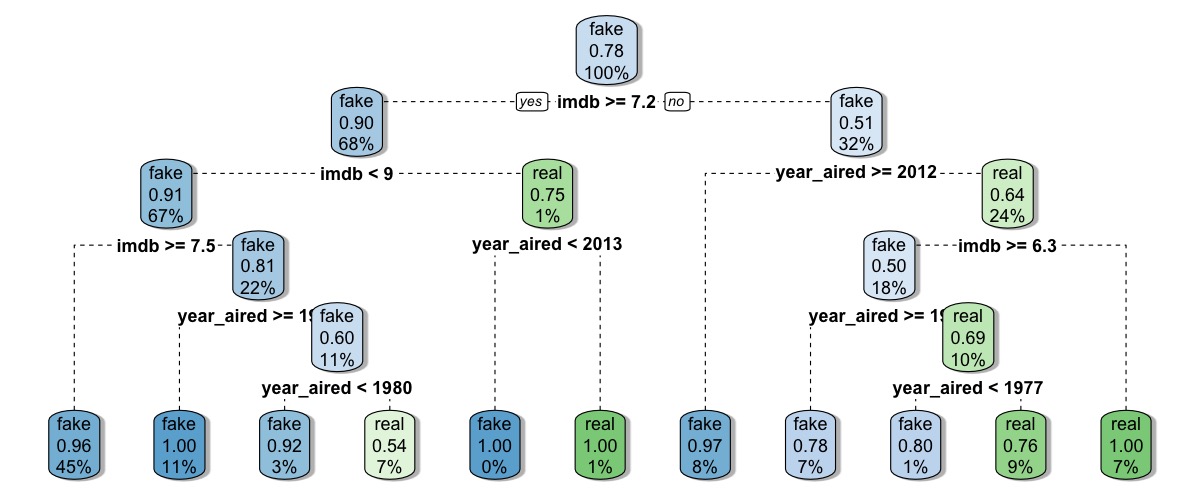 fake
0.78
100%
yes imdb >= 7.2 no
fake
0.90
68%
fake
0.51
32%
imdb < 9
year_aired >= 2012
fake
0.91
67%
real
0.75
1%
real
0.64
24%
imdb >= 7.5
year_aired < 2013
imdb >= 6.3
fake
0.81
22%
fake
0.50
18%
year_aired >=
year_aired >=
fake
0.60
11%
real
0.69
10%
year_aired < 1980
year_aired < 1977
fake
0.96
45%
fake
1.00
11%
fake
0.92
3%
real
0.54
7%
fake
1.00
0%
real
1.00
1%
fake
0.97
8%
fake
0.78
7%
fake
0.80
1%
real
0.76
9%
real
1.00
7%